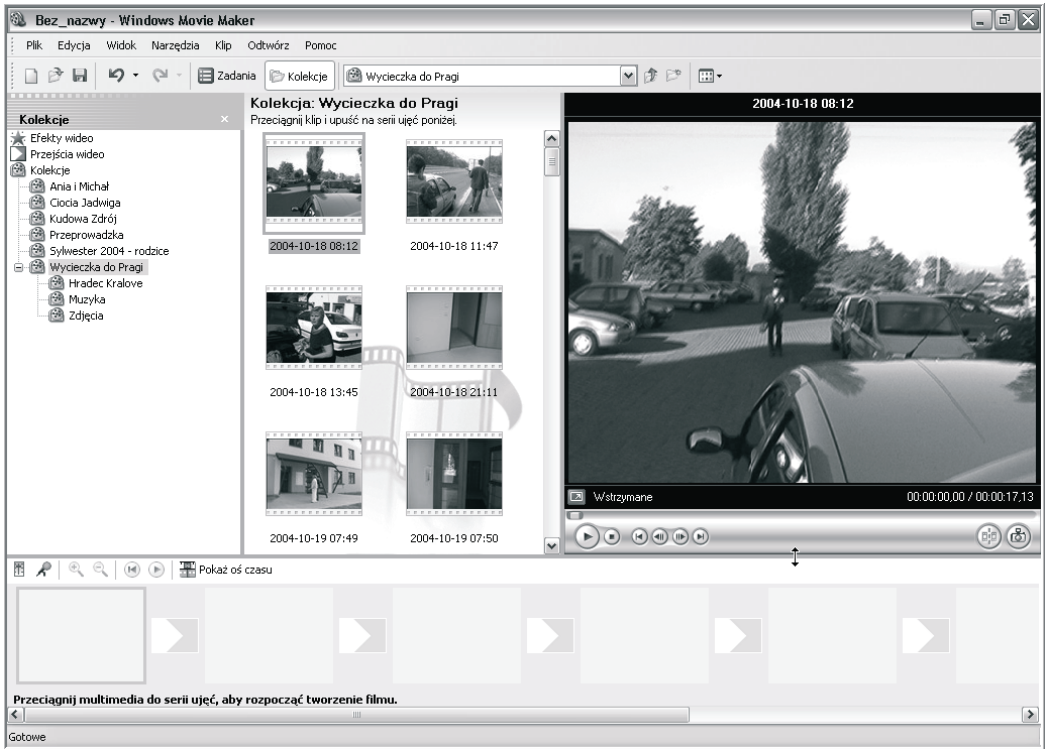 Bez_nazwy - Windows Movie Maker
Plik Edycja Widok Narzędzia Klip Odtwórz Pomoc
Zadania Kolekcje Wycieczka do Pragi
Kolekcje
Efekty wideo
Przejścia wideo
Kolekcje
Ania i Michał
Ciocia Jadwiga
Kudowa Zdrój
Przeprowadzka
Sylwester 2004 - rodzice
Wycieczka do Pragi
Hradec Kralove
Muzyka
Zdjęcia
Kolekcja: Wycieczka do Pragi
Przeciągnij klip i upuść na serii ujęć poniżej.
2004-10-18 08:12
2004-10-18 11:47
2004-10-18 13:45
2004-10-18 21:11
2004-10-19 07:49
2004-10-19 07:50
2004-10-18 08:12
Wstrzymane 00:00:00,00 / 00:00:17,13
Pokaż oś czasu
Przeciągnij multimedia do serii ujęć, aby rozpocząć tworzenie filmu.
Gotowe